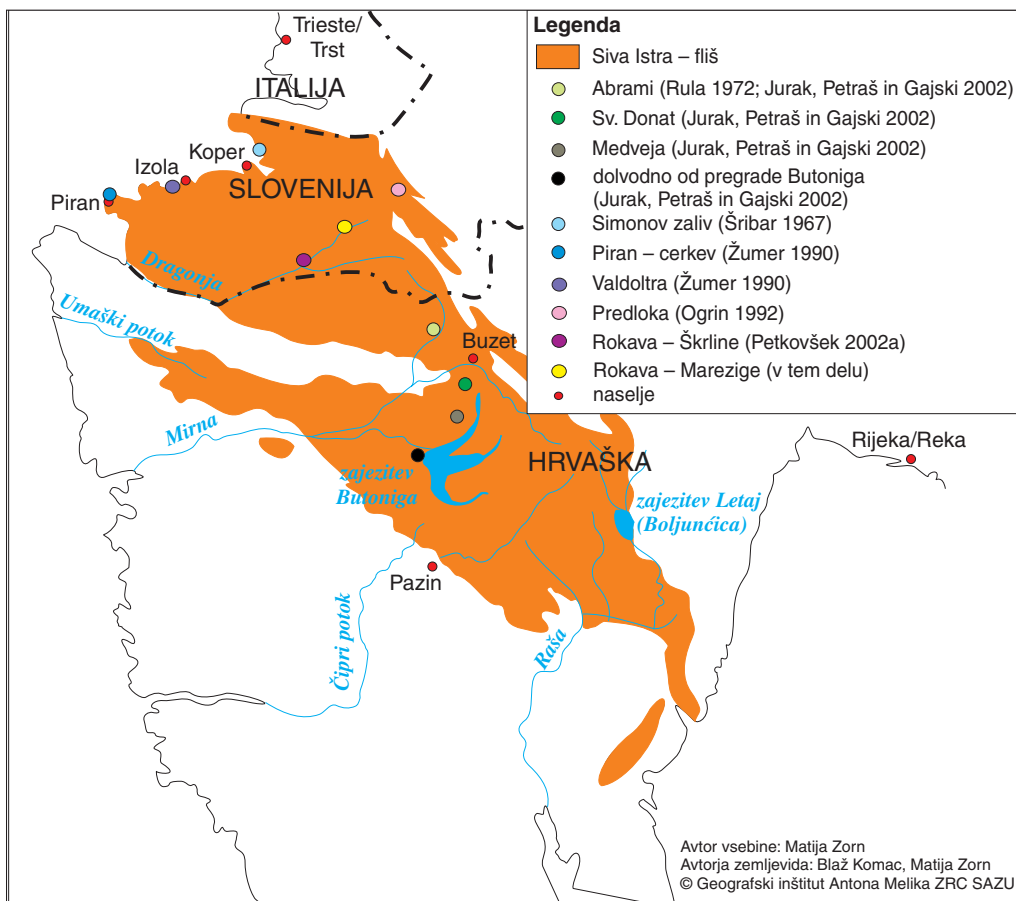 Trieste/
Trst
ITALIJA
Koper
Izola
SLOVENIJA
Piran
Dragonja
Umaški potok
Buzet
Mirna
HRVAŠKA
Rijeka/Reka
zajezitev
Butoniga
zajezitev Letaj
(Boljunćica)
Pazin
Čipri potok
Raša
Legenda
Siva Istra – fliš
Abrami (Rula 1972; Jurak, Petraš in Gajski 2002)
Sv. Donat (Jurak, Petraš in Gajski 2002)
Medveja (Jurak, Petraš in Gajski 2002)
dolvodno od pregrade Butoniga
(Jurak, Petraš in Gajski 2002)
Simonov zaliv (Šribar 1967)
Piran – cerkev (Žumer 1990)
Valdoltra (Žumer 1990)
Predloka (Ogrin 1992)
Rokava – Škrline (Petkovšek 2002a)
Rokava – Marezige (v tem delu)
naselje
Avtor vsebine: Matija Zorn
Avtorja zemljevida: Blaž Komac, Matija Zorn
© Geografski inštitut Antona Melika ZRC SAZU